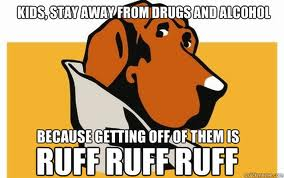 KIDS, STAY AWAY FROM DRUGS AND ALCOHOL
BECAUSE GETTING OFF OF THEM IS
RUFF RUFF RUFF